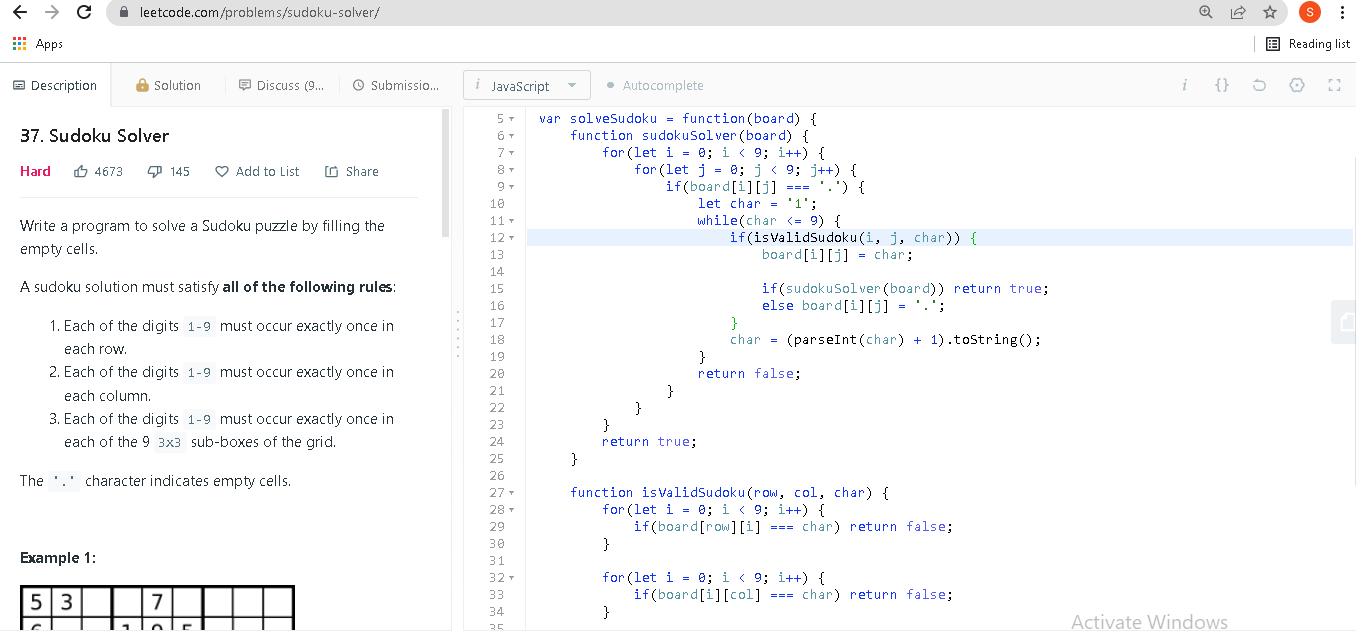 leetcode.com/problems/sudoku-solver/
S
Apps
Reading list
Description
Solution
Discuss (9...
Submissio...
i JavaScript
Autocomplete
i {}
37. Sudoku Solver
Hard 4673 145 Add to List Share
Write a program to solve a Sudoku puzzle by filling the
empty cells.
A sudoku solution must satisfy all of the following rules:
1. Each of the digits 1-9 must occur exactly once in
each row.
2. Each of the digits 1-9 must occur exactly once in
each column.
3. Each of the digits 1-9 must occur exactly once in
each of the 9 3x3 sub-boxes of the grid.
The '.' character indicates empty cells.
Example 1:
5 3 7
6 1 9 5
5 var solveSudoku = function(board) {
6 function sudokuSolver(board) {
7 for(let i = 0; i < 9; i++) {
8 for(let j = 0; j < 9; j++) {
9 if(board[i][j] === '.') {
10 let char = '1';
11 while(char <= 9) {
12 if(isValidSudoku(i, j, char)) {
13 board[i][j] = char;
14
15 if(sudokuSolver(board)) return true;
16 else board[i][j] = '.';
17 }
18 char = (parseInt(char) + 1).toString();
19 }
20 return false;
21 }
22 }
23 }
24 return true;
25 }
26
27 function isValidSudoku(row, col, char) {
28 for(let i = 0; i < 9; i++) {
29 if(board[row][i] === char) return false;
30 }
31
32 for(let i = 0; i < 9; i++) {
33 if(board[i][col] === char) return false;
34 }
35
Activate Windows